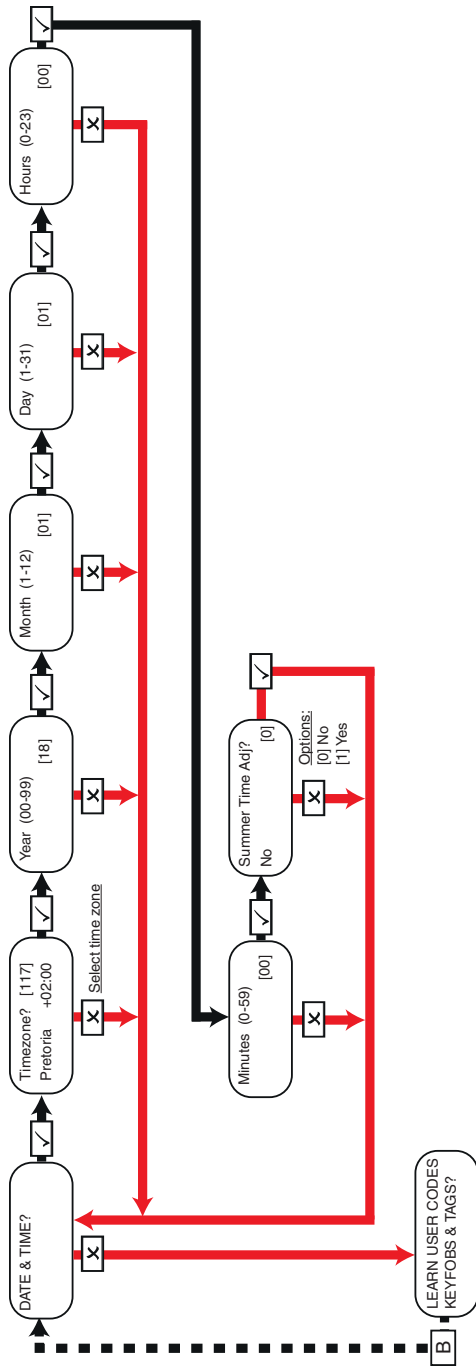 DATE & TIME?
Timezone? [117]
Pretoria +02:00
Select time zone
Year (00-99)
[18]
Month (1-12)
[01]
Day (1-31)
[01]
Hours (0-23)
[00]
Minutes (0-59)
[00]
Summer Time Adj?
No [0]
Options:
[0] No
[1] Yes
B
LEARN USER CODES
KEYFOBS & TAGS?